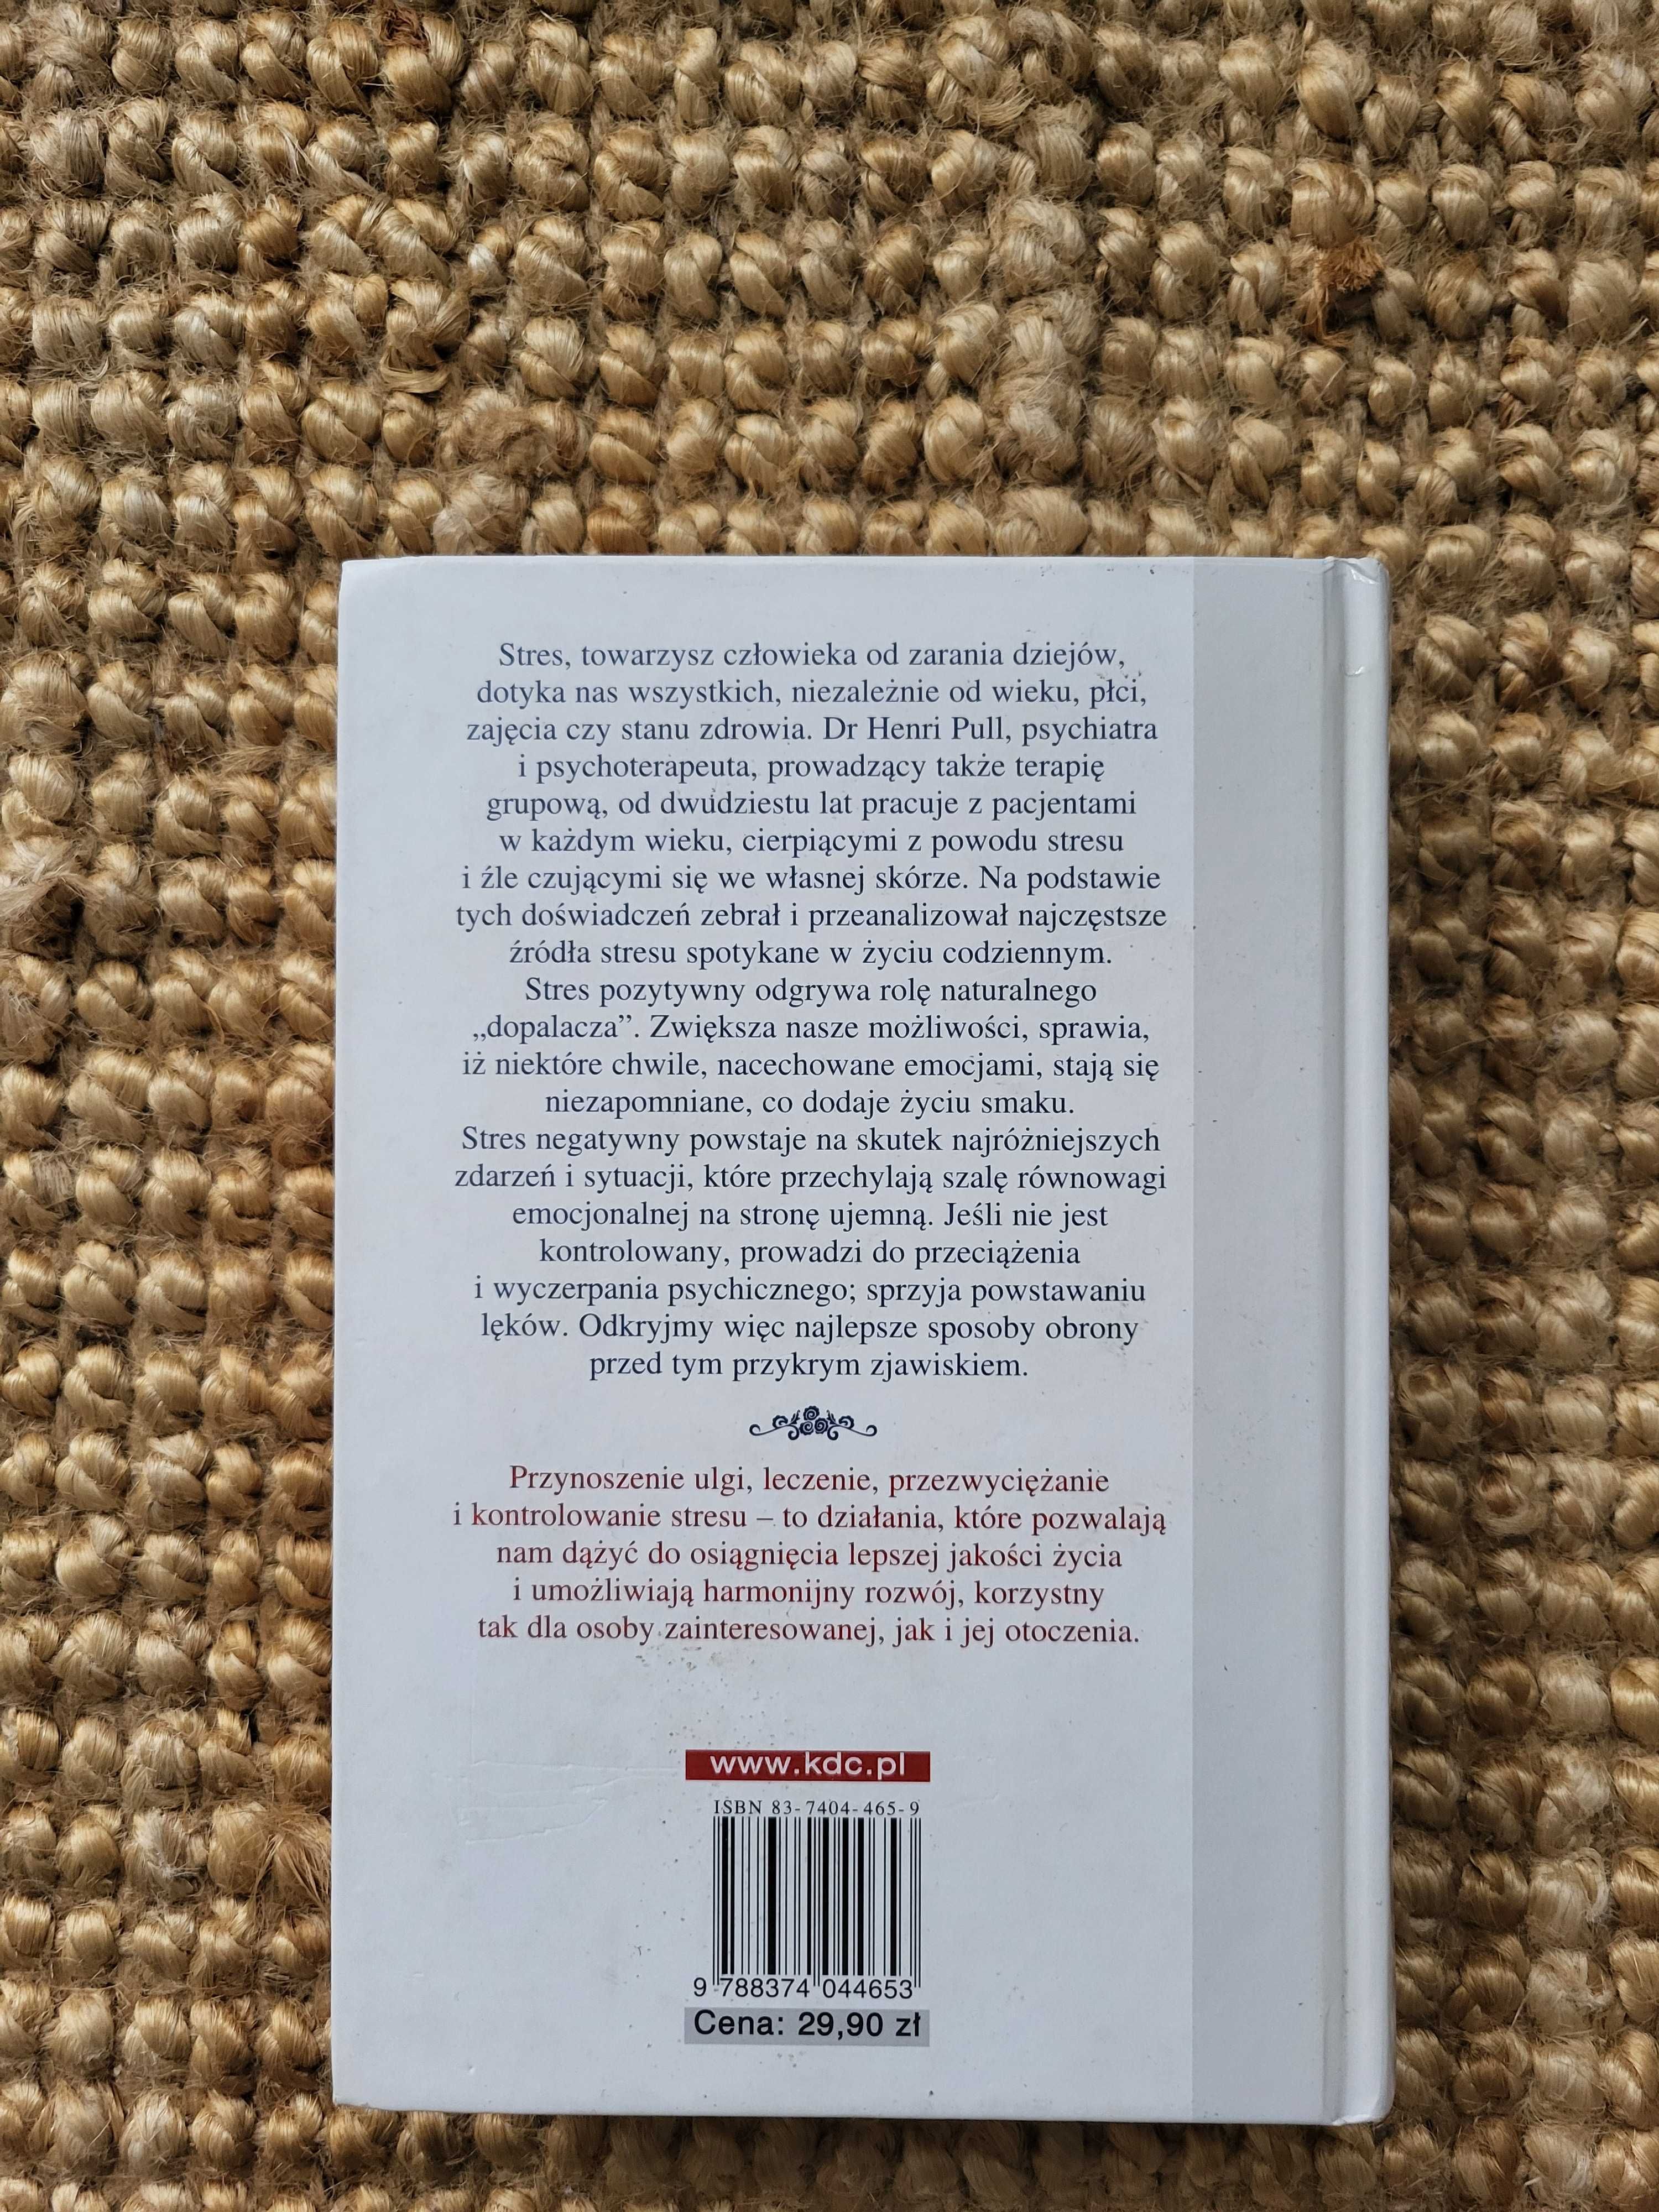 Stres, towarzysz człowieka od zarania dziejów,
dotyka nas wszystkich, niezależnie od wieku, płci,
zajęcia czy stanu zdrowia. Dr Henri Pull, psychiatra
i psychoterapeuta, prowadzący także terapię
grupową, od dwudziestu lat pracuje z pacjentami
w każdym wieku, cierpiącymi z powodu stresu
i źle czującymi się we własnej skórze. Na podstawie
tych doświadczeń zebrał i przeanalizował najczęstsze
źródła stresu spotykane w życiu codziennym.
Stres pozytywny odgrywa rolę naturalnego
„dopalacza”. Zwiększa nasze możliwości, sprawia,
iż niektóre chwile, nacechowane emocjami, stają się
niezapomniane, co dodaje życiu smaku.
Stres negatywny powstaje na skutek najróżniejszych
zdarzeń i sytuacji, które przechylają szalę równowagi
emocjonalnej na stronę ujemną. Jeśli nie jest
kontrolowany, prowadzi do przeciążenia
i wyczerpania psychicznego; sprzyja powstawaniu
lęków. Odkryjmy więc najlepsze sposoby obrony
przed tym przykrym zjawiskiem.
Przynoszenie ulgi, leczenie, przezwyciężanie
i kontrolowanie stresu – to działania, które pozwalają
nam dążyć do osiągnięcia lepszej jakości życia
i umożliwiają harmonijny rozwój, korzystny
tak dla osoby zainteresowanej, jak i jej otoczenia.
www.kdc.pl
ISBN 83-7404-465-9
9 788374 044653
Cena: 29,90 zł